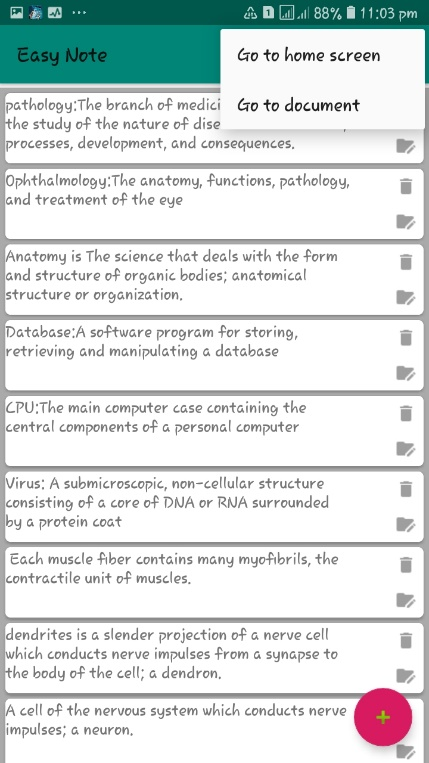 88% 11:03 pm
Easy Note
Go to home screen
Go to document
pathology:The branch of
the study of the nature of
processes, development, and consequences.
Ophthalmology:The anatomy, functions, pathology,
and treatment of the eye
Anatomy is The science that deals with the form
and structure of organic bodies; anatomical
structure or organization.
Database:A software program for storing,
retrieving and manipulating a database
CPU:The main computer case containing the
central components of a personal computer
Virus: A submicroscopic, non-cellular structure
consisting of a core of DNA or RNA surrounded
by a protein coat
Each muscle fiber contains many myofibrils, the
contractile unit of muscles.
dendrites is a slender projection of a nerve cell
which conducts nerve impulses from a synapse to
the body of the cell; a dendron.
A cell of the nervous system which conducts nerve
impulses; a neuron.